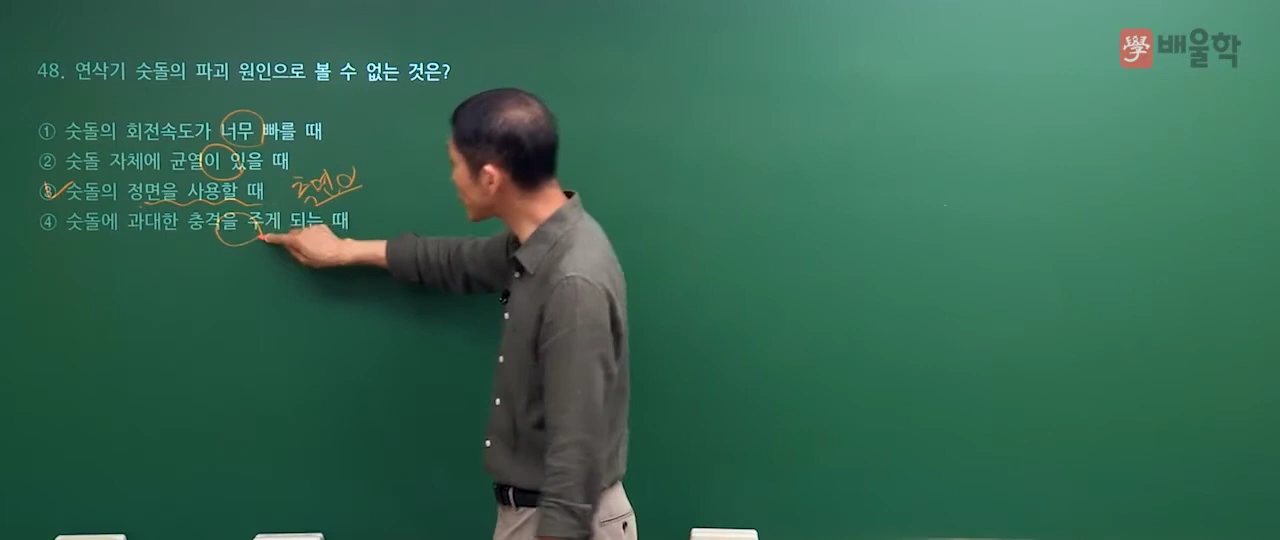 學 배울학
48. 연삭기 숫돌의 파괴 원인으로 볼 수 없는 것은?
① 숫돌의 회전속도가 너무 빠를 때
② 숫돌 자체에 균열이 있을 때
③ 숫돌의 정면을 사용할 때 측면
④ 숫돌에 과대한 충격을 주게 되는 때